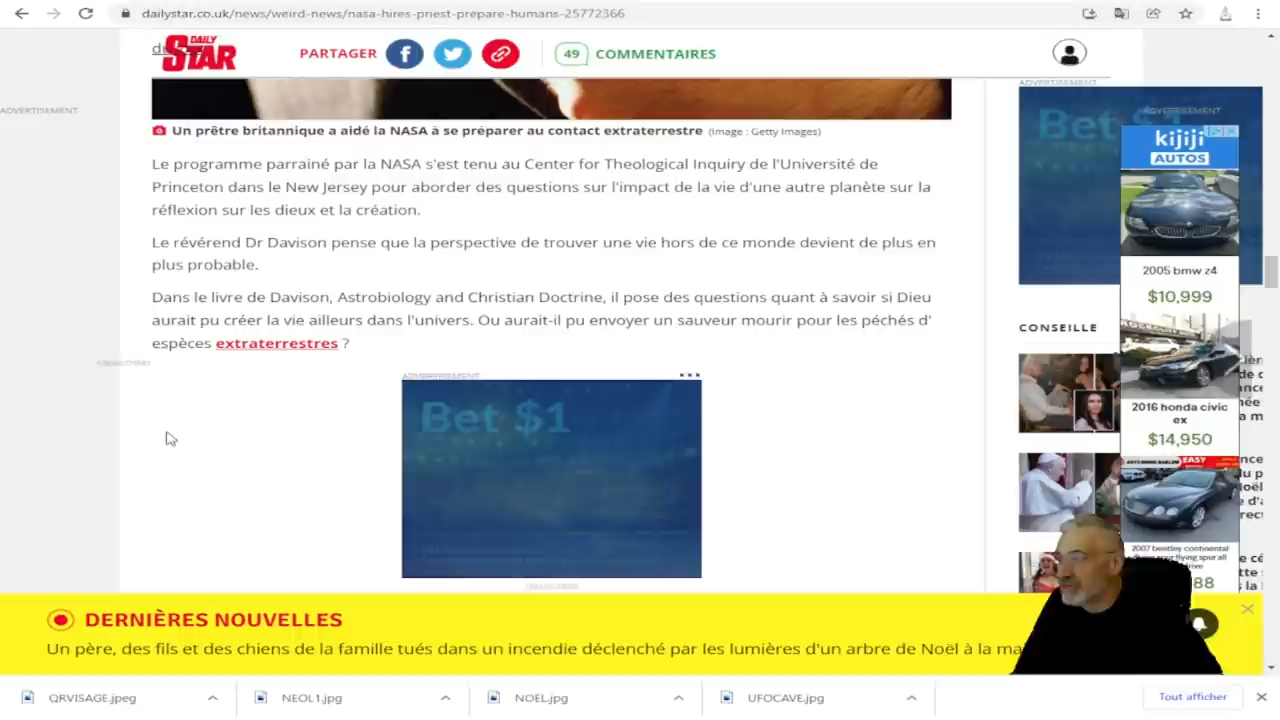 dailystar.co.uk/news/weird-news/nasa-hires-priest-prepare-humans-25772366
DAILY
STAR
PARTAGER
49 COMMENTAIRES
ADVERTISEMENT
ADVERTISEMENT
ADVERTISEMENT
Un prêtre britannique a aidé la NASA à se préparer au contact extraterrestre (Image : Getty Images)
Le programme parrainé par la NASA s'est tenu au Center for Theological Inquiry de l'Université de
Princeton dans le New Jersey pour aborder des questions sur l'impact de la vie d'une autre planète sur la
réflexion sur les dieux et la création.
Le révérend Dr Davison pense que la perspective de trouver une vie hors de ce monde devient de plus en
plus probable.
Dans le livre de Davison, Astrobiology and Christian Doctrine, il pose des questions quant à savoir si Dieu
aurait pu créer la vie ailleurs dans l'univers. Ou aurait-il pu envoyer un sauveur mourir pour les péchés d'
espèces extraterrestres ?
Bet $1
Bet $1
kijiji
AUTOS
2005 bmw z4
$10,999
2016 honda civic
ex
$14,950
EASY
2007 bentley continental
flying spur all
88
CONSEILLE
DERNIÈRES NOUVELLES
Un père, des fils et des chiens de la famille tués dans un incendie déclenché par les lumières d'un arbre de Noël à la ma
QRVISAGE.jpeg
NEOL1.jpg
NOEL.jpg
UFOCAVE.jpg
Tout afficher